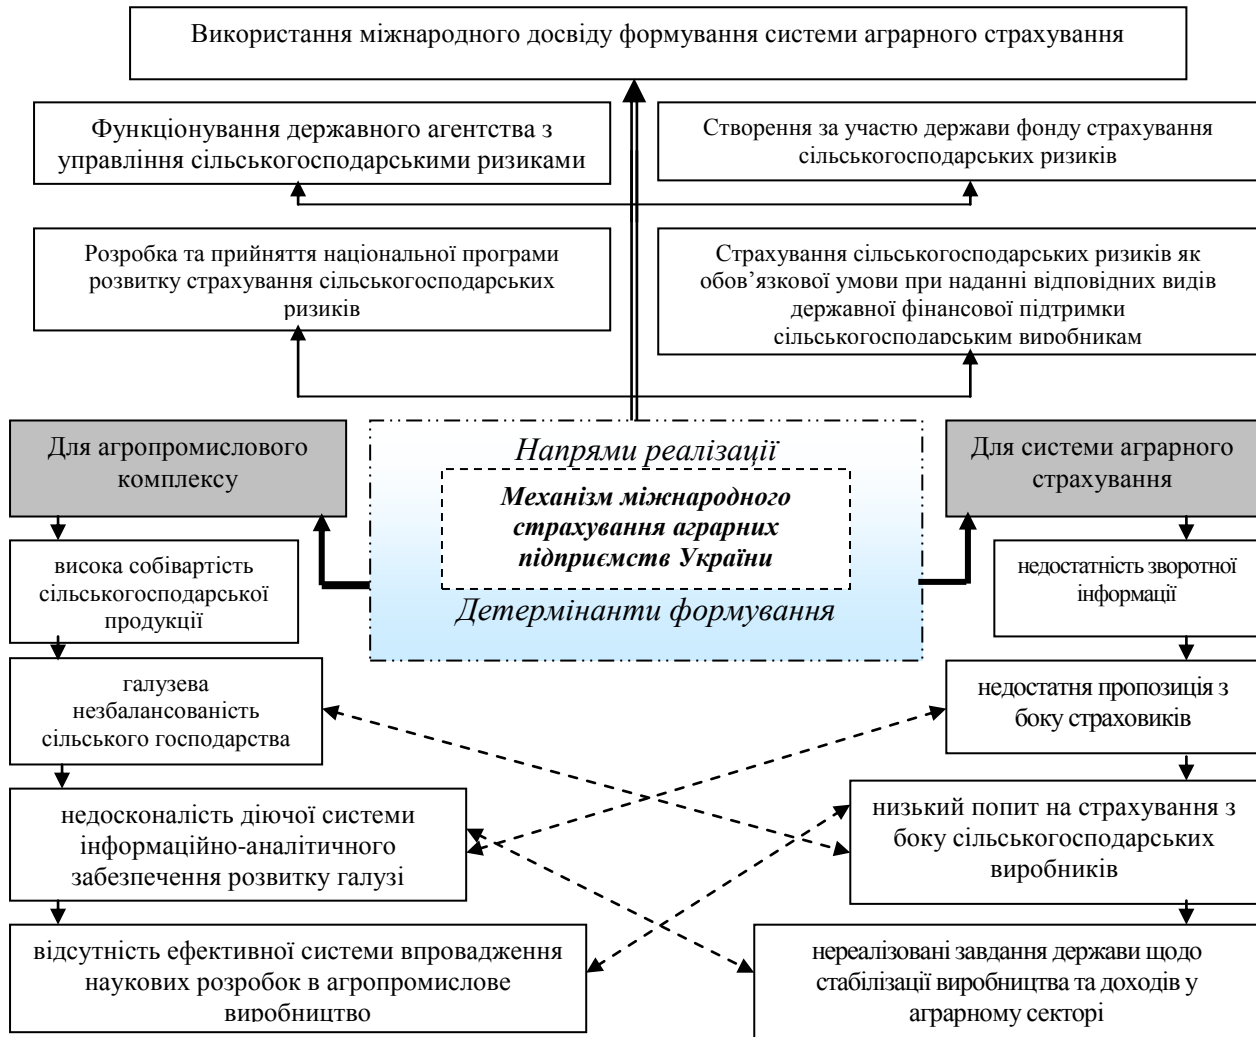 Використання міжнародного досвіду формування системи аграрного страхування
Функціонування державного агентства з
управління сільськогосподарськими ризиками
Створення за участю держави фонду страхування
сільськогосподарських ризиків
Розробка та прийняття національної програми
розвитку страхування сільськогосподарських
ризиків
Страхування сільськогосподарських ризиків як
обов’язкової умови при наданні відповідних видів
державної фінансової підтримки
сільськогосподарським виробникам
Для агропромислового
комплексу
Напрями реалізації
Механізм міжнародного
страхування аграрних
підприємств України
Детермінанти формування
Для системи аграрного
страхування
висока собівартість
сільськогосподарської
продукції
недостатність зворотної
інформації
галузева
незбалансованість
сільського господарства
недостатня пропозиція з
боку страховиків
недосконалість діючої системи
інформаційно-аналітичного
забезпечення розвитку галузі
низький попит на страхування з
боку сільськогосподарських
виробників
відсутність ефективної системи впровадження
наукових розробок в агропромислове
виробництво
нереалізовані завдання держави щодо
стабілізації виробництва та доходів у
аграрному секторі